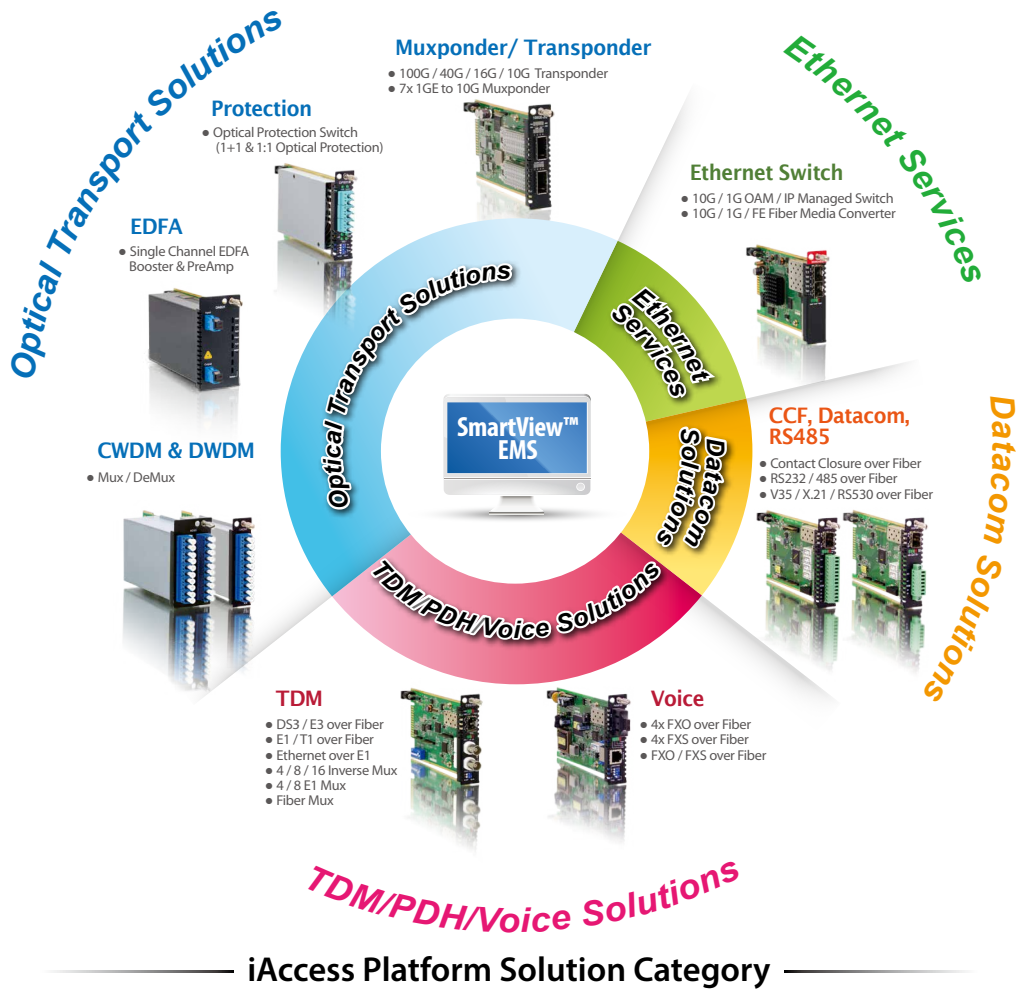 Optical Transport Solutions
Muxponder/ Transponder
● 100G / 40G / 16G / 10G Transponder
● 7x 1GE to 10G Muxponder
Protection
● Optical Protection Switch
(1+1 & 1:1 Optical Protection)
EDFA
● Single Channel EDFA
Booster & PreAmp
CWDM & DWDM
● Mux / DeMux
Ethernet Services
Ethernet Switch
● 10G / 1G OAM / IP Managed Switch
● 10G / 1G / FE Fiber Media Converter
Optical Transport Solutions
Ethernet
Services
Datacom
Solutions
TDM/PDH/Voice Solutions
SmartView™
EMS
Datacom Solutions
CCF, Datacom,
RS485
● Contact Closure over Fiber
● RS232 / 485 over Fiber
● V35 / X.21 / RS530 over Fiber
TDM
● DS3 / E3 over Fiber
● E1 / T1 over Fiber
● Ethernet over E1
● 4 / 8 / 16 Inverse Mux
● 4 / 8 E1 Mux
● Fiber Mux
Voice
● 4x FXO over Fiber
● 4x FXS over Fiber
● FXO / FXS over Fiber
TDM/PDH/Voice Solutions
iAccess Platform Solution Category